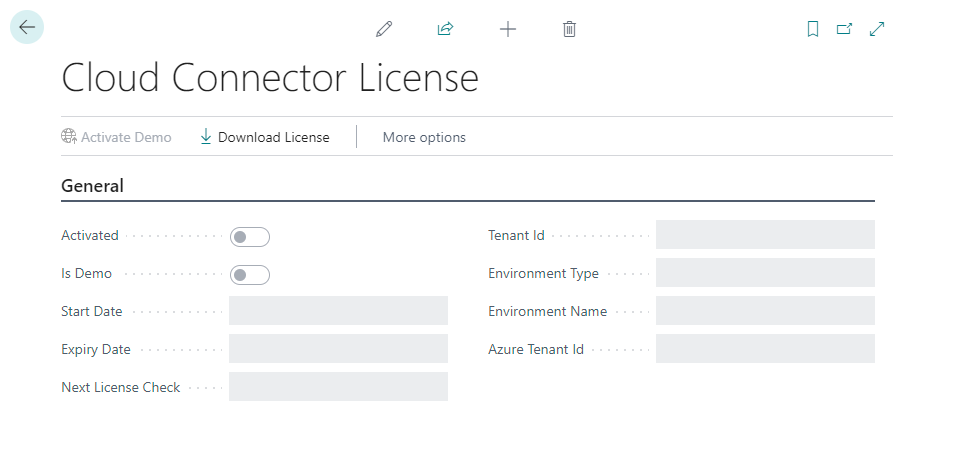 Cloud Connector License
Activate Demo Download License More options
General
Activated
Is Demo
Start Date
Expiry Date
Next License Check
Tenant Id
Environment Type
Environment Name
Azure Tenant Id